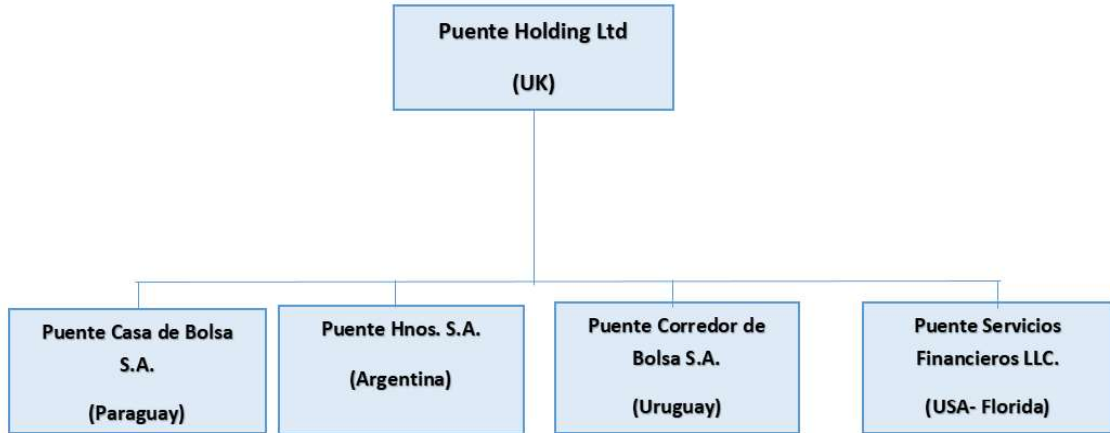 Puente Holding Ltd
(UK)
Puente Casa de Bolsa
S.A.
(Paraguay)
Puente Hnos. S.A.
(Argentina)
Puente Corredor de
Bolsa S.A.
(Uruguay)
Puente Servicios
Financieros LLC.
(USA- Florida)